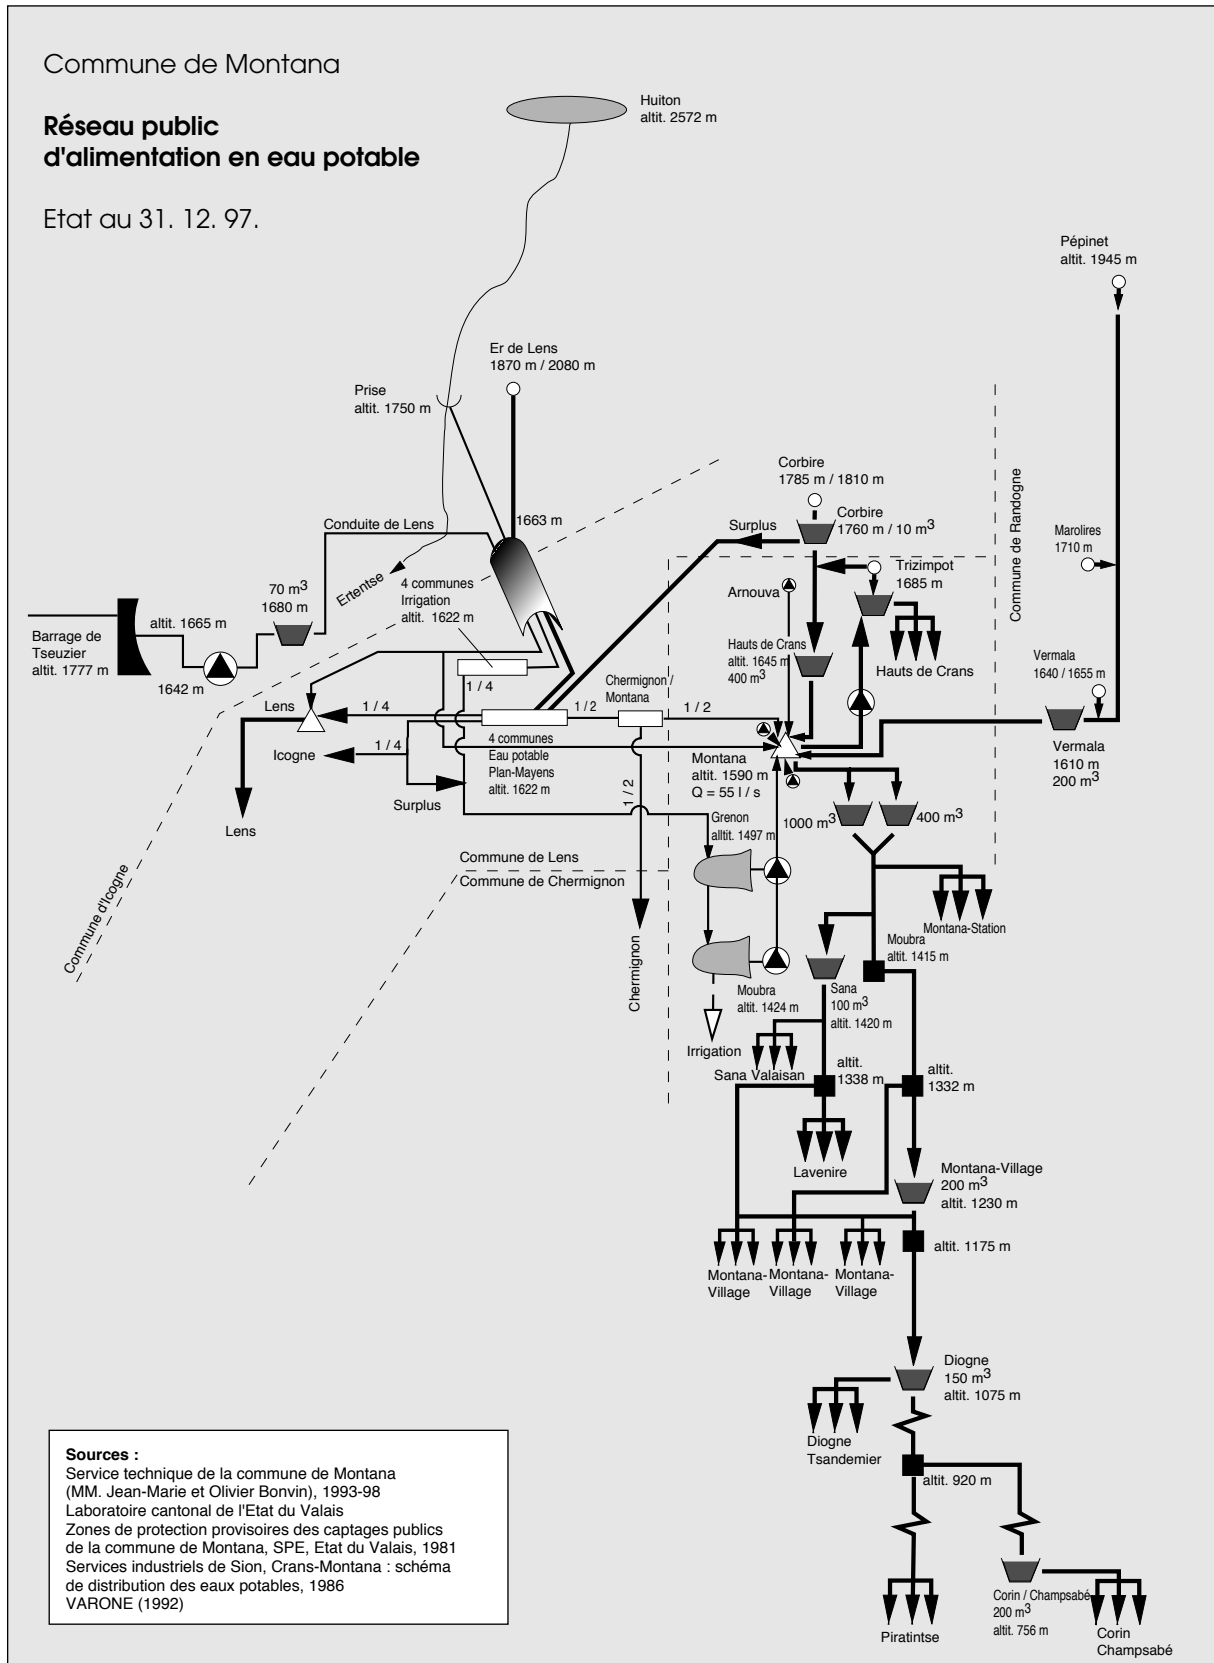 Commune de Montana
Réseau public
d'alimentation en eau potable
Etat au 31. 12. 97.
Huiton
altit. 2572 m
Pépinet
altit. 1945 m
Er de Lens
1870 m / 2080 m
Prise
altit. 1750 m
Corbire
1785 m / 1810 m
Corbire
1760 m / 10 m³
Surplus
Commune de Randogne
Marolires
1710 m
1663 m
Conduite de Lens
Ertentse
4 communes
Irrigation
altit. 1622 m
70 m³
1680 m
altit. 1665 m
Barrage de
Tseuzier
altit. 1777 m
1642 m
Arnouva
Trizimpot
1685 m
Hauts de Crans
altit. 1645 m
400 m³
Hauts de Crans
Vermala
1640 / 1655 m
Vermala
1610 m
200 m³
Lens
1 / 4
1 / 4
1 / 2
Chermignon /
Montana
1 / 2
Icogne
1 / 4
4 communes
Eau potable
Plan-Mayens
altit. 1622 m
1 / 2
Montana
altit. 1590 m
Q = 55 l / s
Surplus
Lens
Grenon
alltit. 1497 m
1000 m³
400 m³
Commune d'Icogne
Commune de Lens
Commune de Chermignon
Chermignon
Montana-Station
Moubra
altit. 1415 m
Moubra
altit. 1424 m
Sana
100 m³
altit. 1420 m
Irrigation
Sana Valaisan
altit.
1338 m
altit.
1332 m
Lavenire
Montana-Village
200 m³
altit. 1230 m
altit. 1175 m
Montana-
Village
Montana-
Village
Montana-
Village
Diogne
150 m³
altit. 1075 m
Diogne
Tsandemier
altit. 920 m
Piratintse
Corin / Champsabé
200 m³
altit. 756 m
Corin
Champsabé
Sources :
Service technique de la commune de Montana
(MM. Jean-Marie et Olivier Bonvin), 1993-98
Laboratoire cantonal de l'Etat du Valais
Zones de protection provisoires des captages publics
de la commune de Montana, SPE, Etat du Valais, 1981
Services industriels de Sion, Crans-Montana : schéma
de distribution des eaux potables, 1986
VARONE (1992)